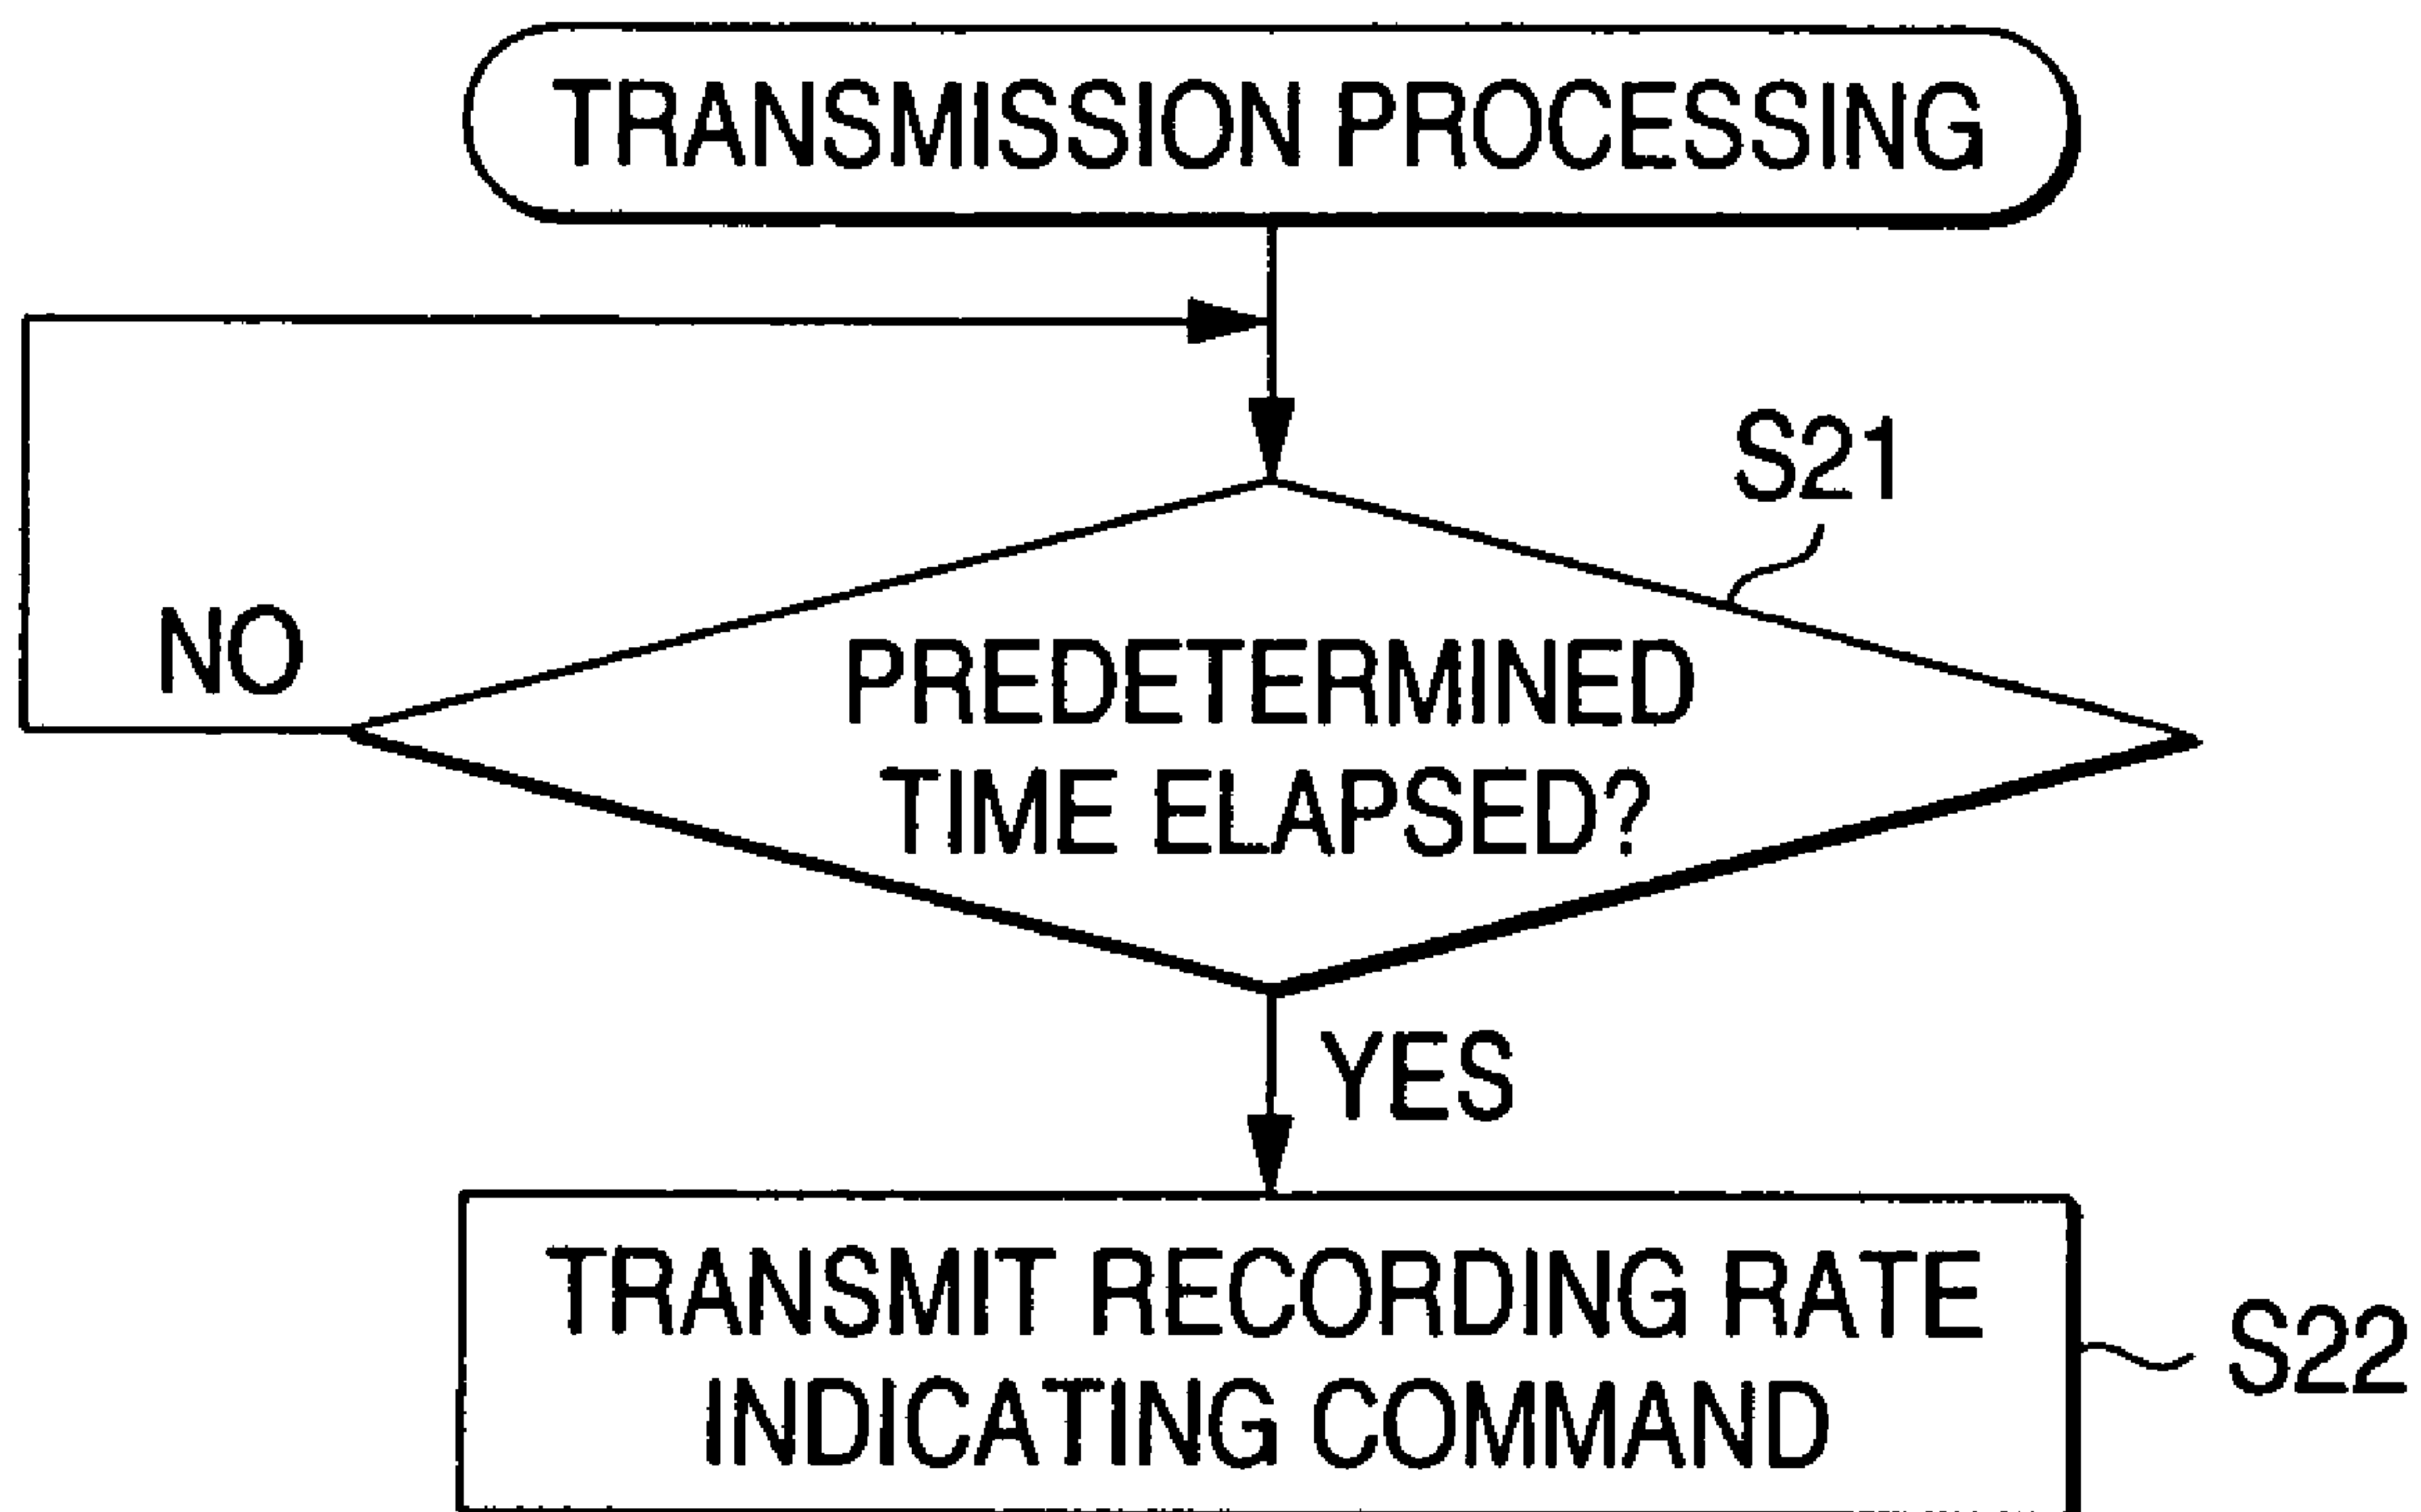 TRANSMISSION PROCESSING
S21
NO
PREDETERMINED
TIME ELAPSED?
YES
TRANSMIT RECORDING RATE
INDICATING COMMAND
S22